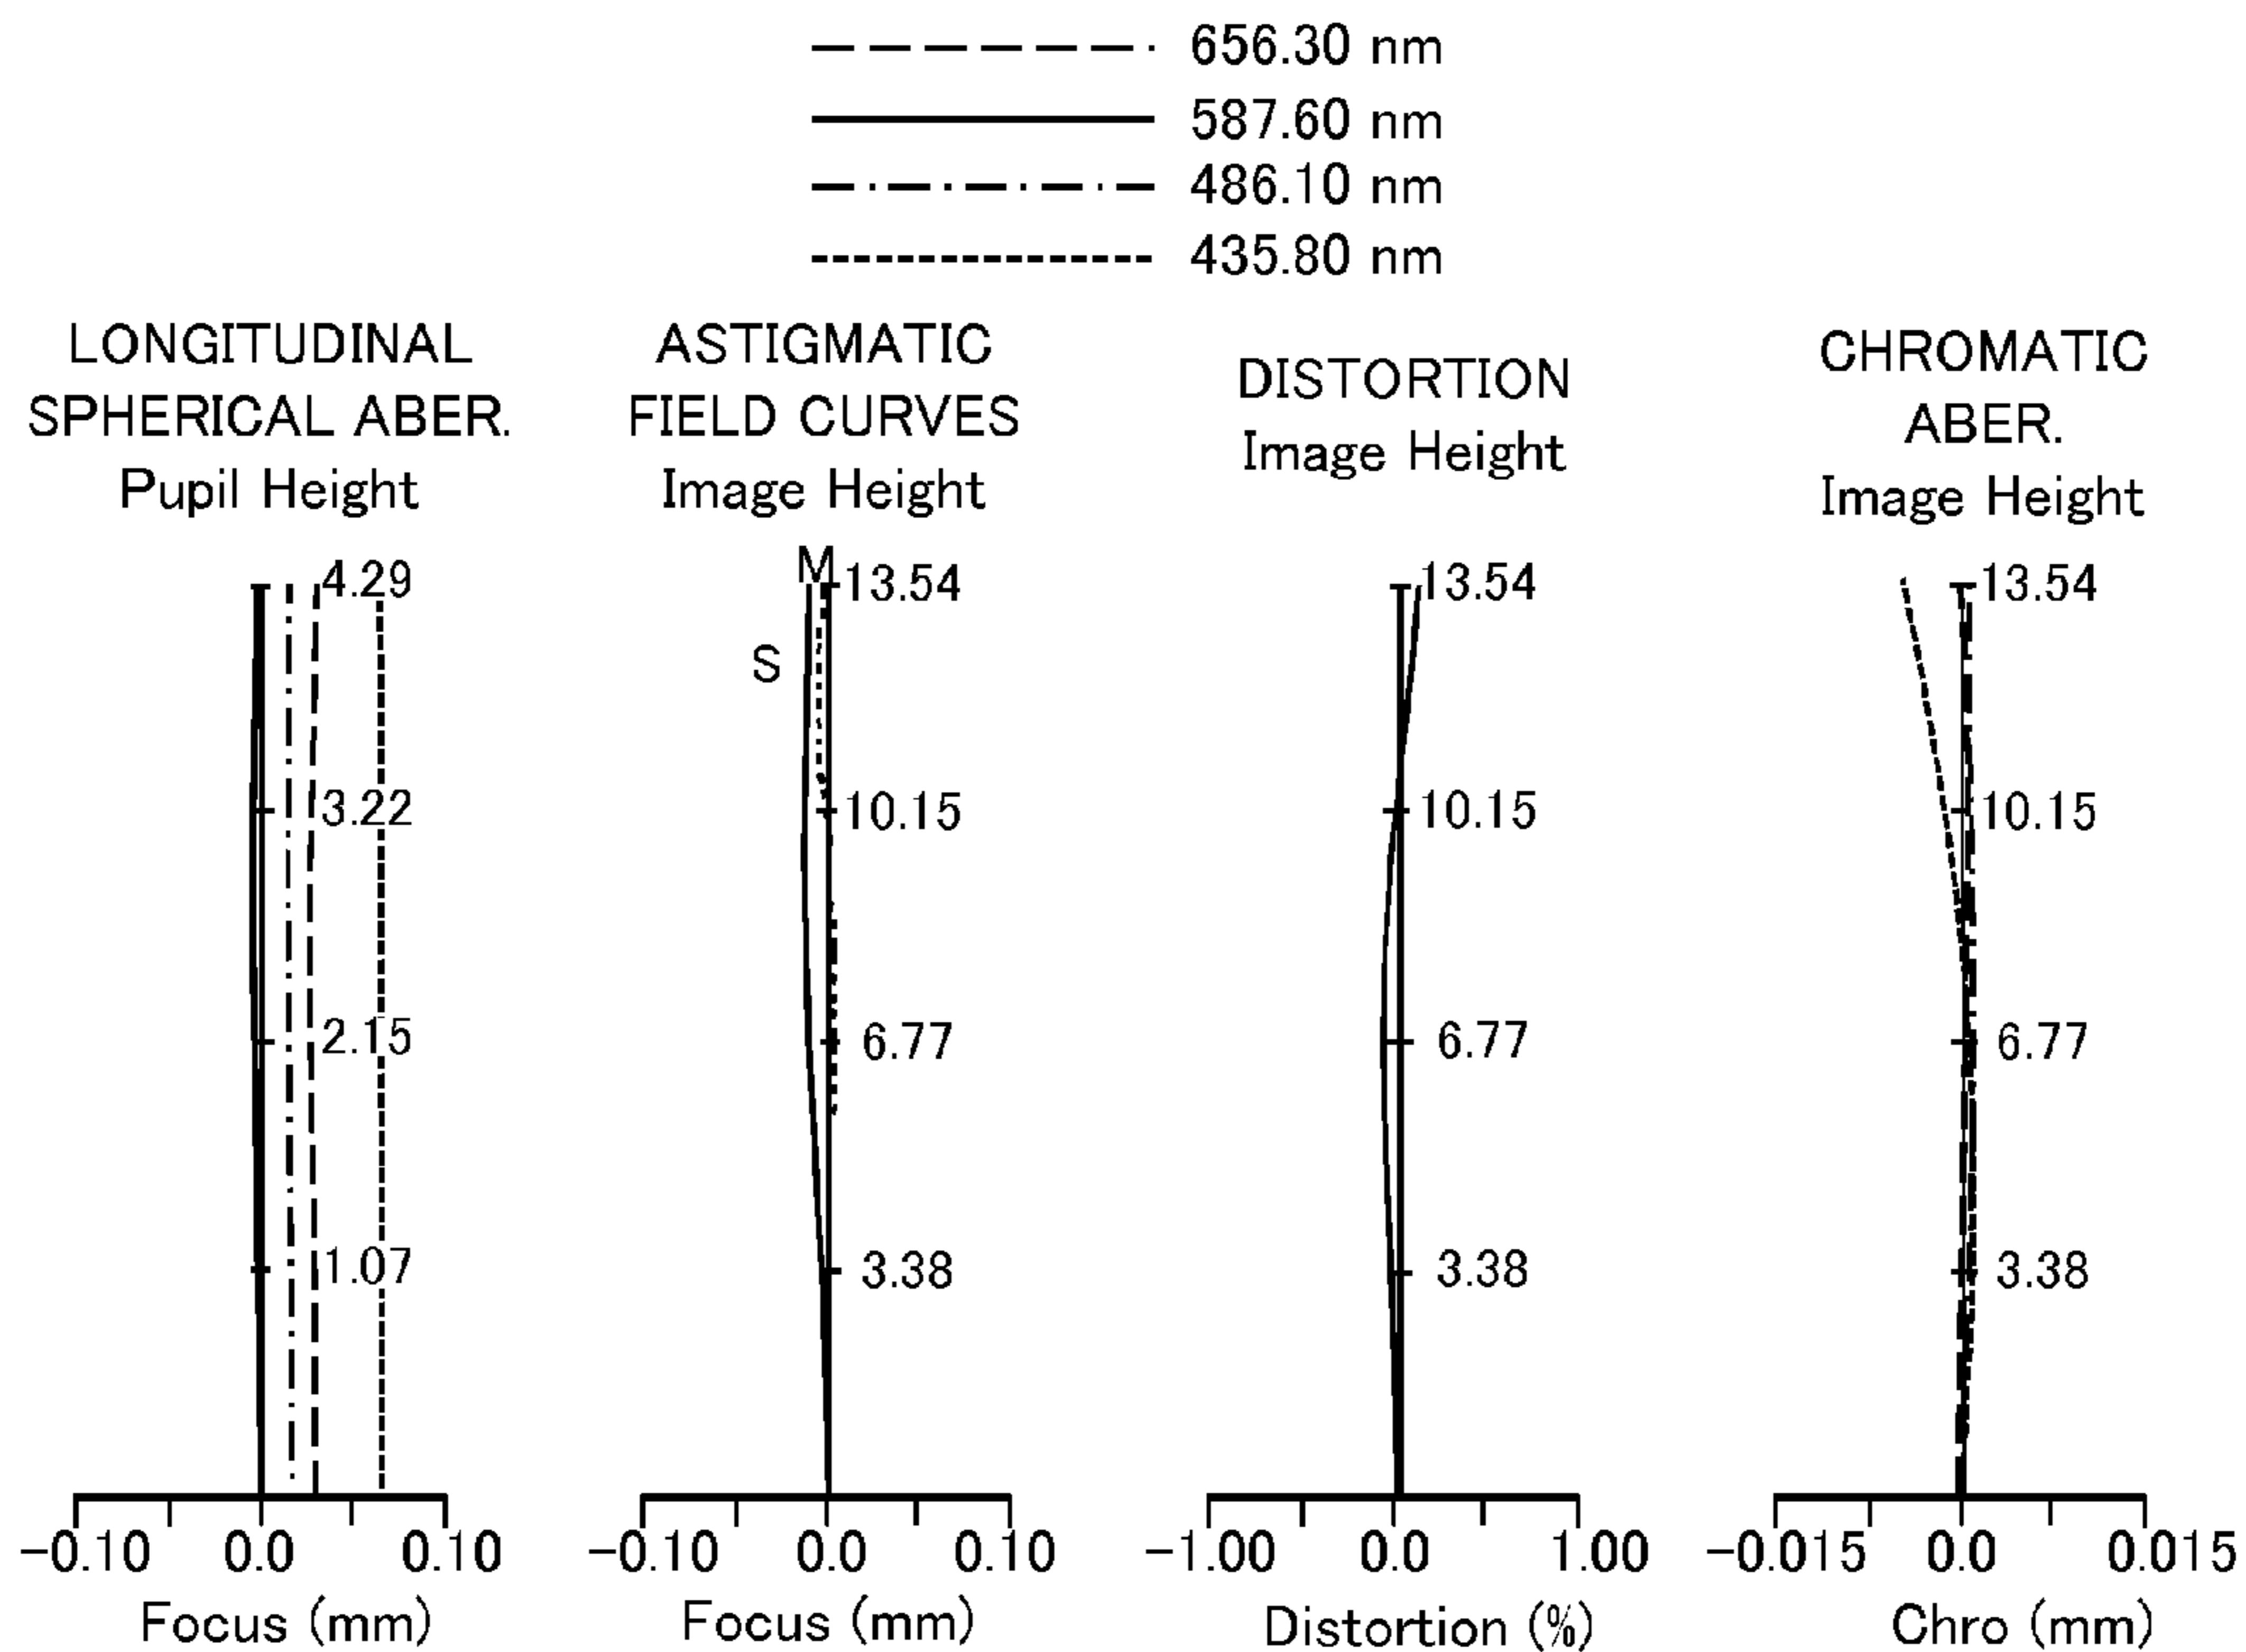 656.30 nm
587.60 nm
486.10 nm
435.80 nm
LONGITUDINAL
SPHERICAL ABER.
Pupil Height
4.29
3.22
2.15
1.07
-0.10 0.0 0.10
Focus (mm)
ASTIGMATIC
FIELD CURVES
Image Height
M
13.54
S
10.15
6.77
3.38
-0.10 0.0 0.10
Focus (mm)
DISTORTION
Image Height
13.54
10.15
6.77
3.38
-1.00 0.0 1.00
Distortion (%)
CHROMATIC
ABER.
Image Height
13.54
10.15
6.77
3.38
-0.015 0.0 0.015
Chro (mm)